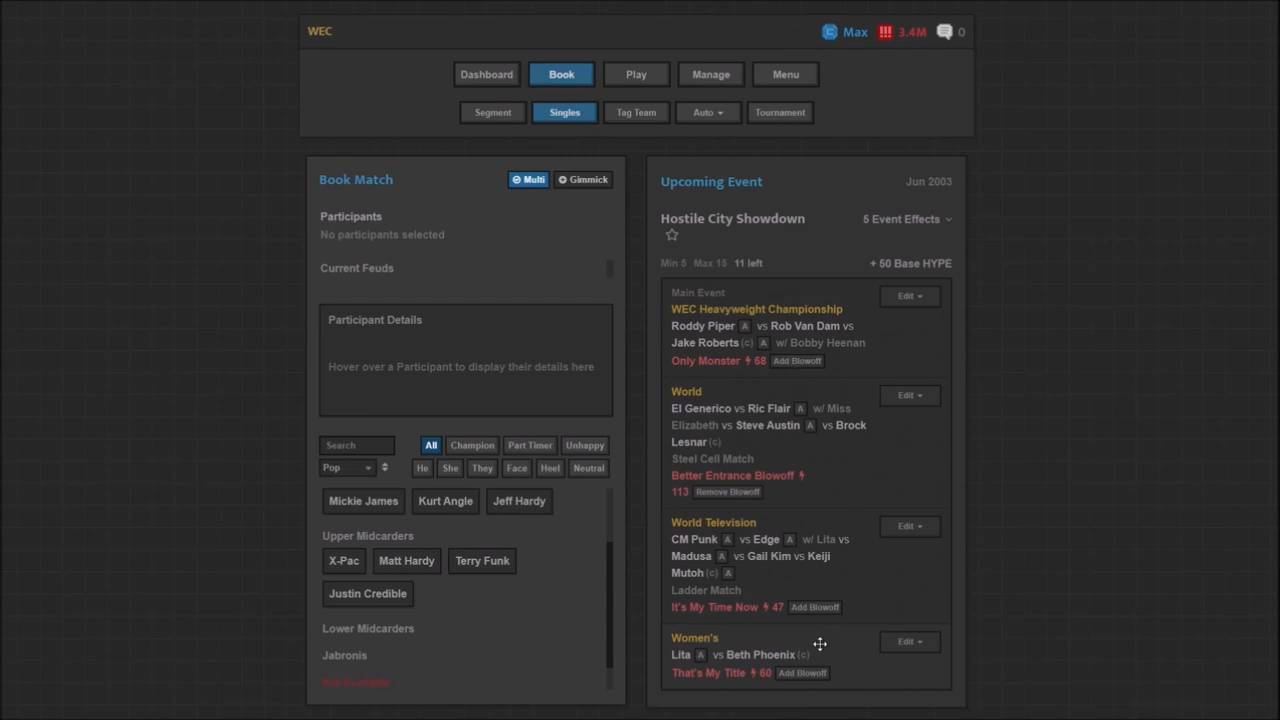 WEC
Max 3.4M 0
Dashboard Book Play Manage Menu
Segment Singles Tag Team Auto Tournament
Book Match Multi Gimmick
Participants
No participants selected
Current Feuds
Participant Details
Hover over a Participant to display their details here
Search All Champion Part Timer Unhappy
Pop He She They Face Heel Neutral
Mickie James Kurt Angle Jeff Hardy
Upper Midcarders
X-Pac Matt Hardy Terry Funk
Justin Credible
Lower Midcarders
Jabronis
Upcoming Event Jun 2003
Hostile City Showdown 5 Event Effects
Min 5 Max 15 11 left + 50 Base HYPE
Main Event Edit
WEC Heavyweight Championship
Roddy Piper A vs Rob Van Dam vs
Jake Roberts (c) A w/ Bobby Heenan
Only Monster 68 Add Blowoff
World Edit
El Generico vs Ric Flair A w/ Miss
Elizabeth vs Steve Austin A vs Brock
Lesnar (c)
Steel Cell Match
Better Entrance Blowoff
113 Remove Blowoff
World Television Edit
CM Punk A vs Edge A w/ Lita vs
Madusa A vs Gail Kim vs Keiji
Mutoh (c) A
Ladder Match
It's My Time Now 47 Add Blowoff
Women's Edit
Lita A vs Beth Phoenix (c)
That's My Title 60 Add Blowoff